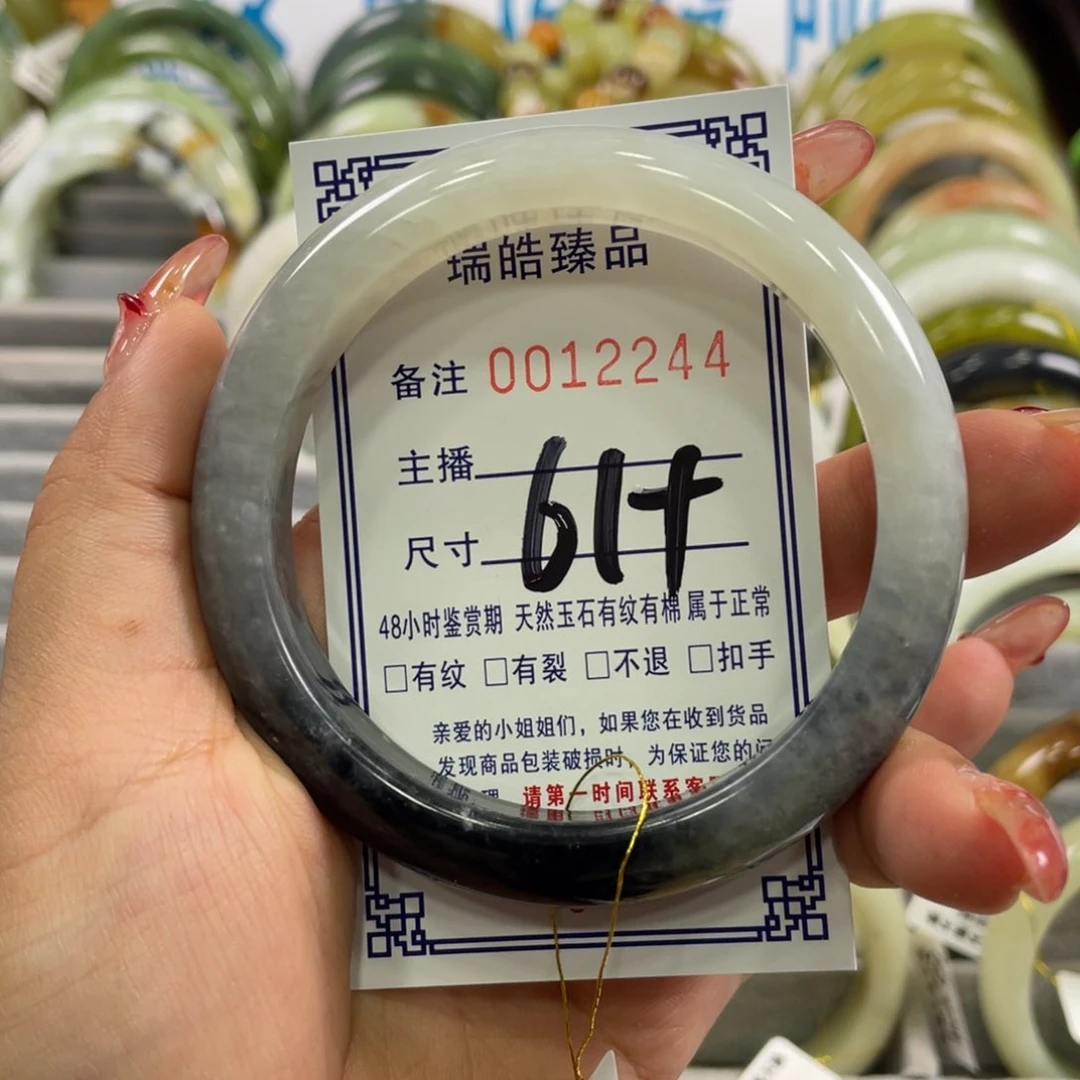 瑞皓臻品
备注 0012244
主播
尺寸 61+
48小时鉴赏期 天然玉石有纹有棉 属于正常
□有纹 □有裂 □不退 □扣手
亲爱的小姐姐们，如果您在收到货品
发现商品包装破损时，为保证您的问
理 请第一时间联系客